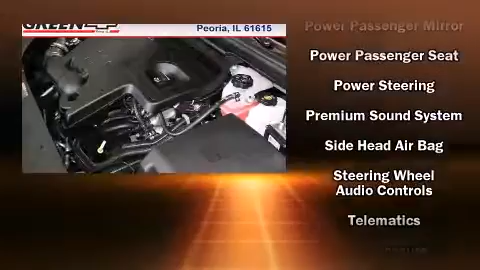 GREEN
Peoria, IL 61615
Power Passenger Mirror
Power Passenger Seat
Power Steering
Premium Sound System
Side Head Air Bag
Steering Wheel
Audio Controls
Telematics